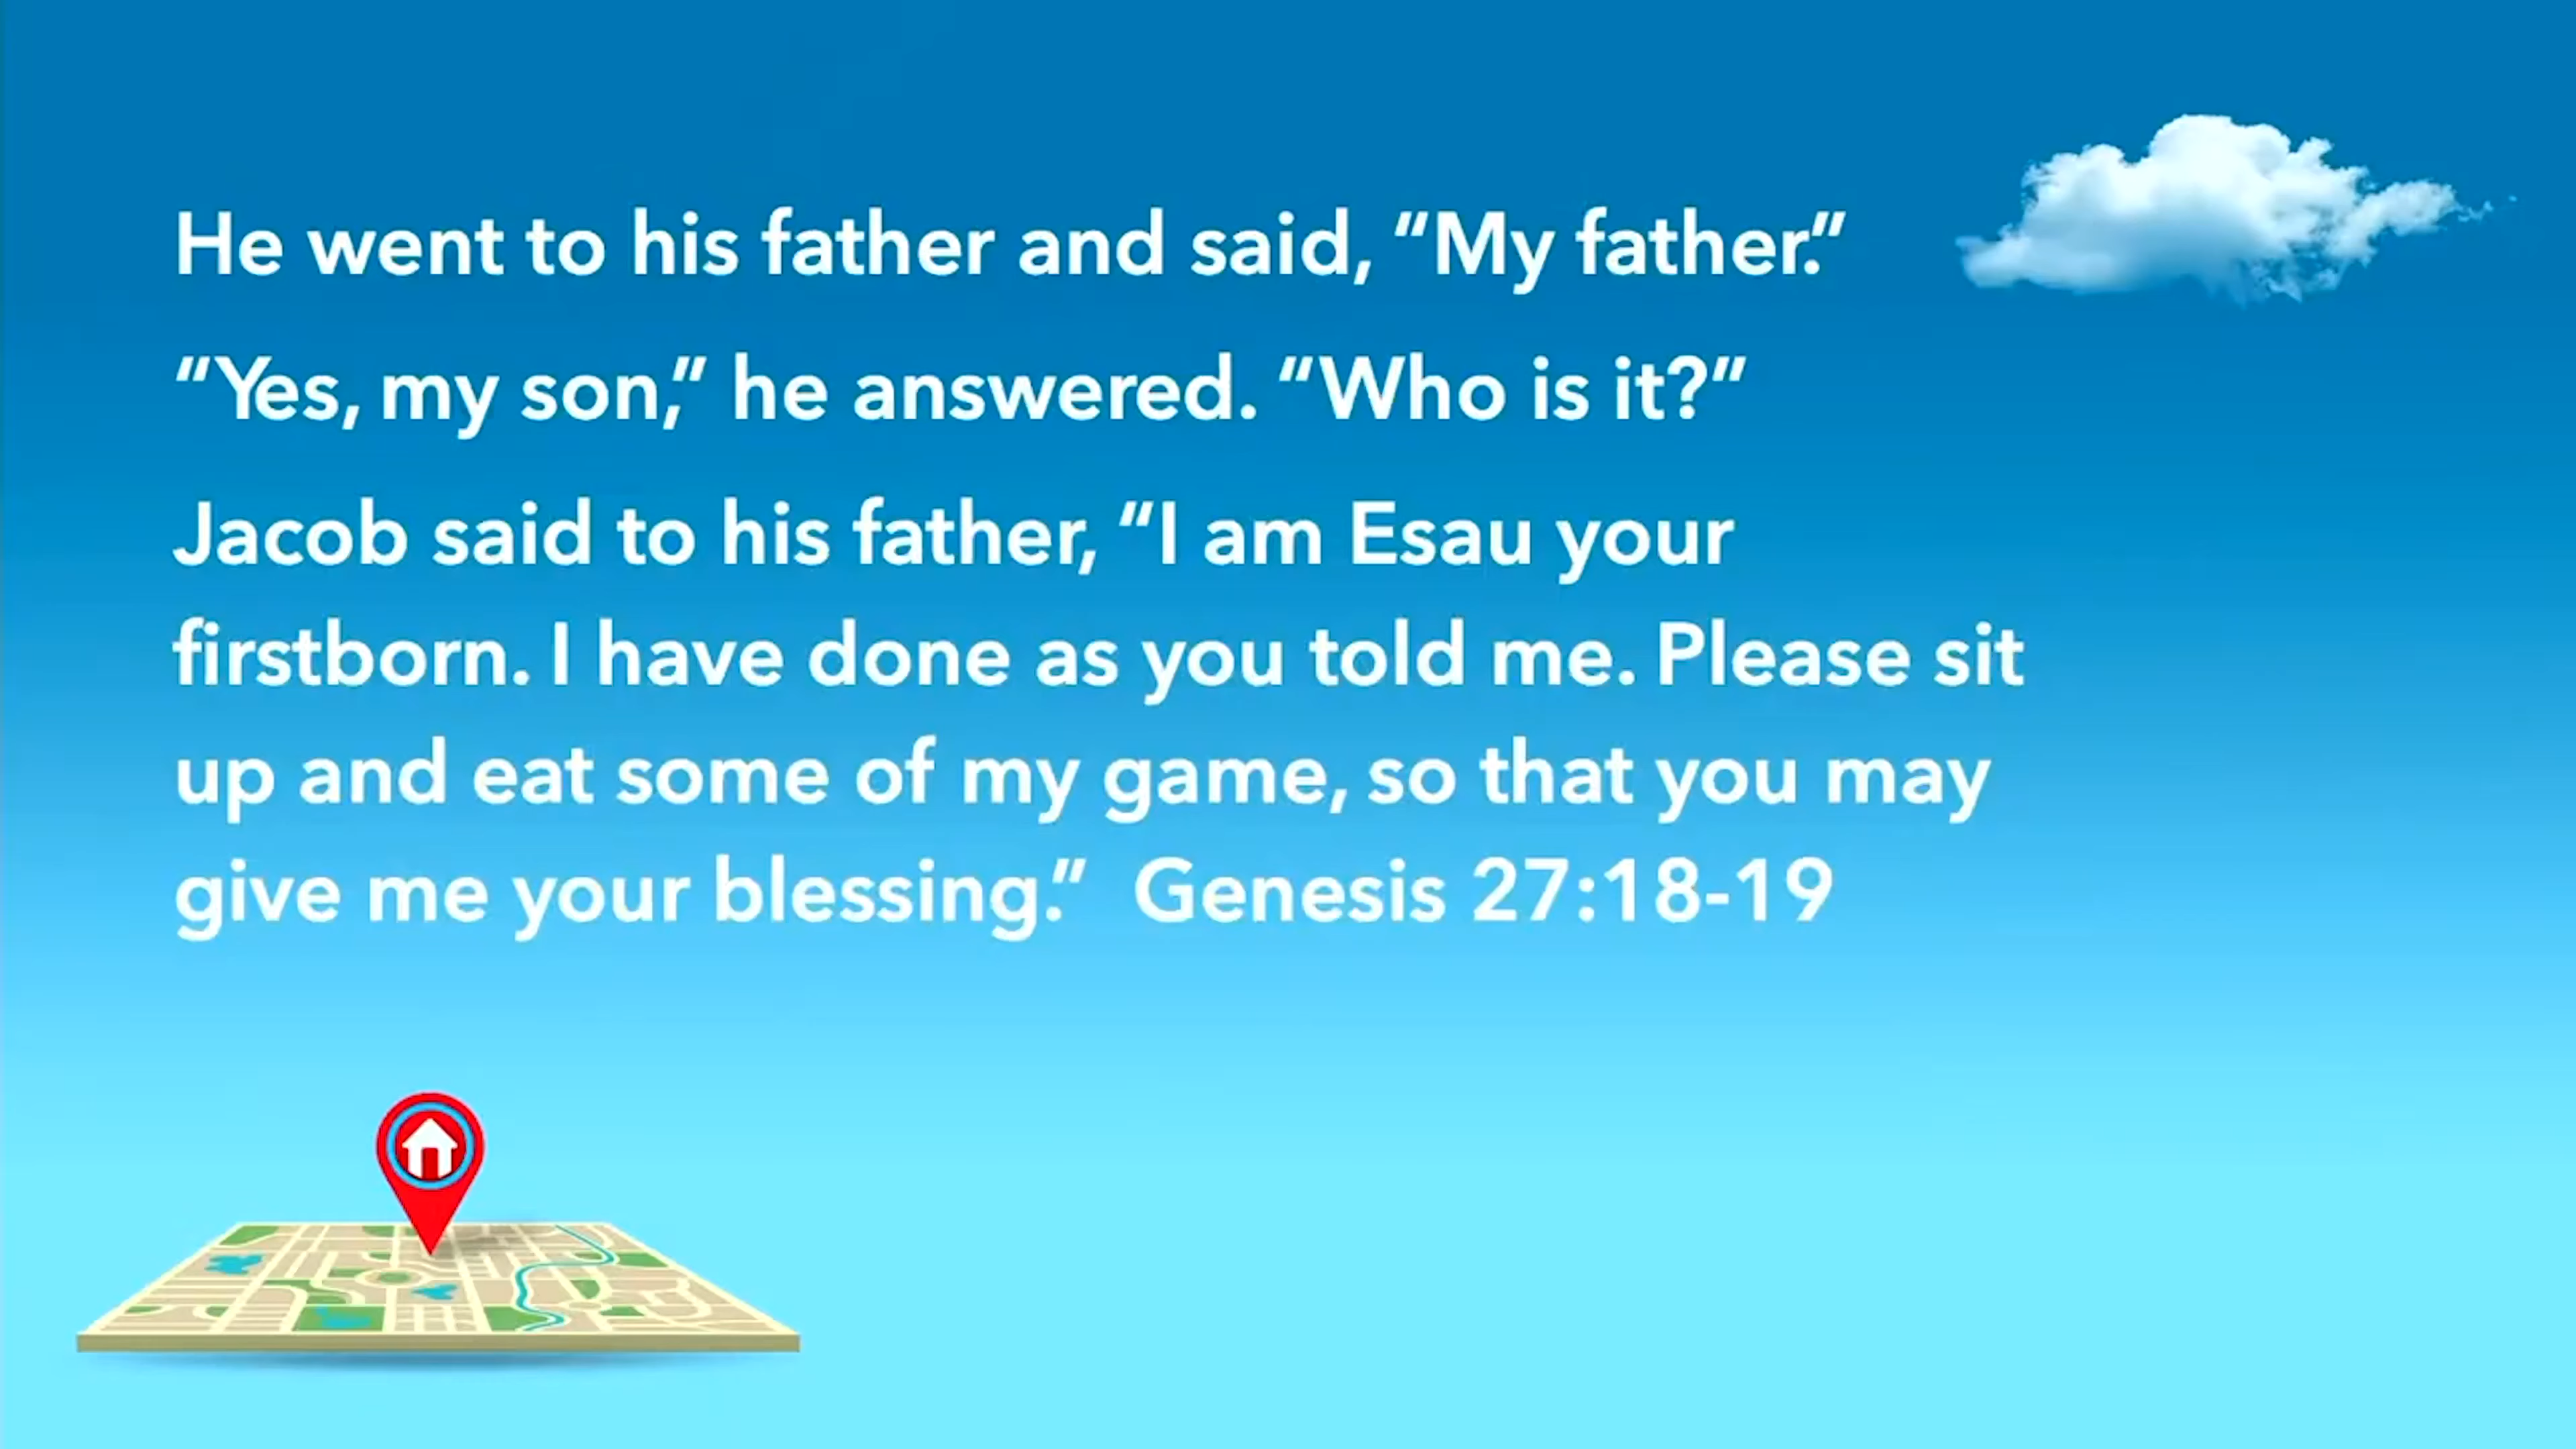 He went to his father and said, “My father.”
“Yes, my son,” he answered. “Who is it?”
Jacob said to his father, “I am Esau your
firstborn. I have done as you told me. Please sit
up and eat some of my game, so that you may
give me your blessing.”  Genesis 27:18-19